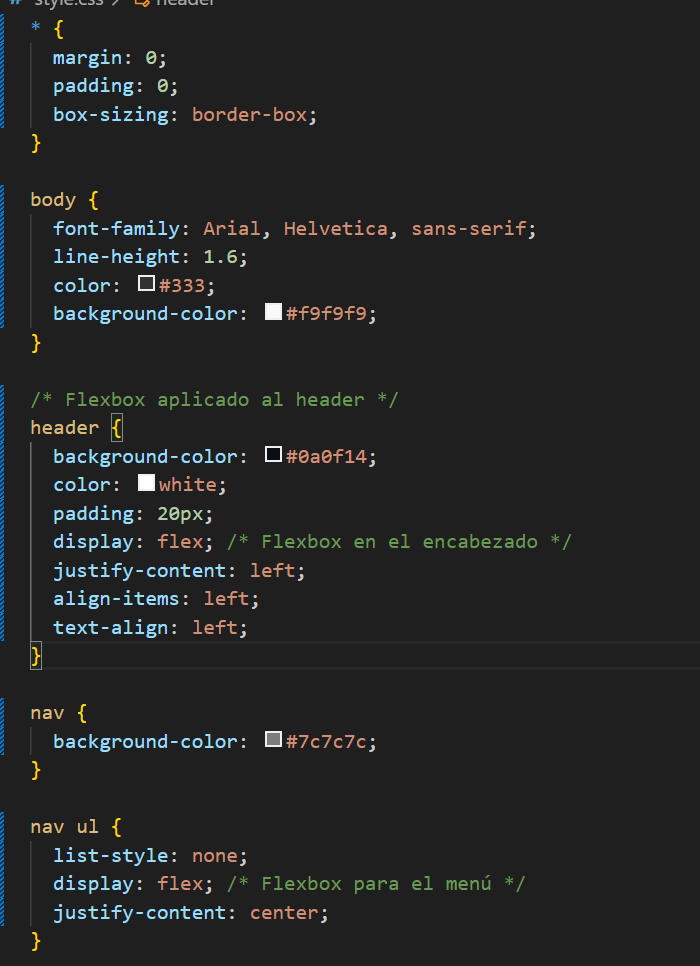 # style.css > header
* {
margin: 0;
padding: 0;
box-sizing: border-box;
}
body {
font-family: Arial, Helvetica, sans-serif;
line-height: 1.6;
color: #333;
background-color: #f9f9f9;
}
/* Flexbox aplicado al header */
header {
background-color: #0a0f14;
color: white;
padding: 20px;
display: flex; /* Flexbox en el encabezado */
justify-content: left;
align-items: left;
text-align: left;
}
nav {
background-color: #7c7c7c;
}
nav ul {
list-style: none;
display: flex; /* Flexbox para el menú */
justify-content: center;
}